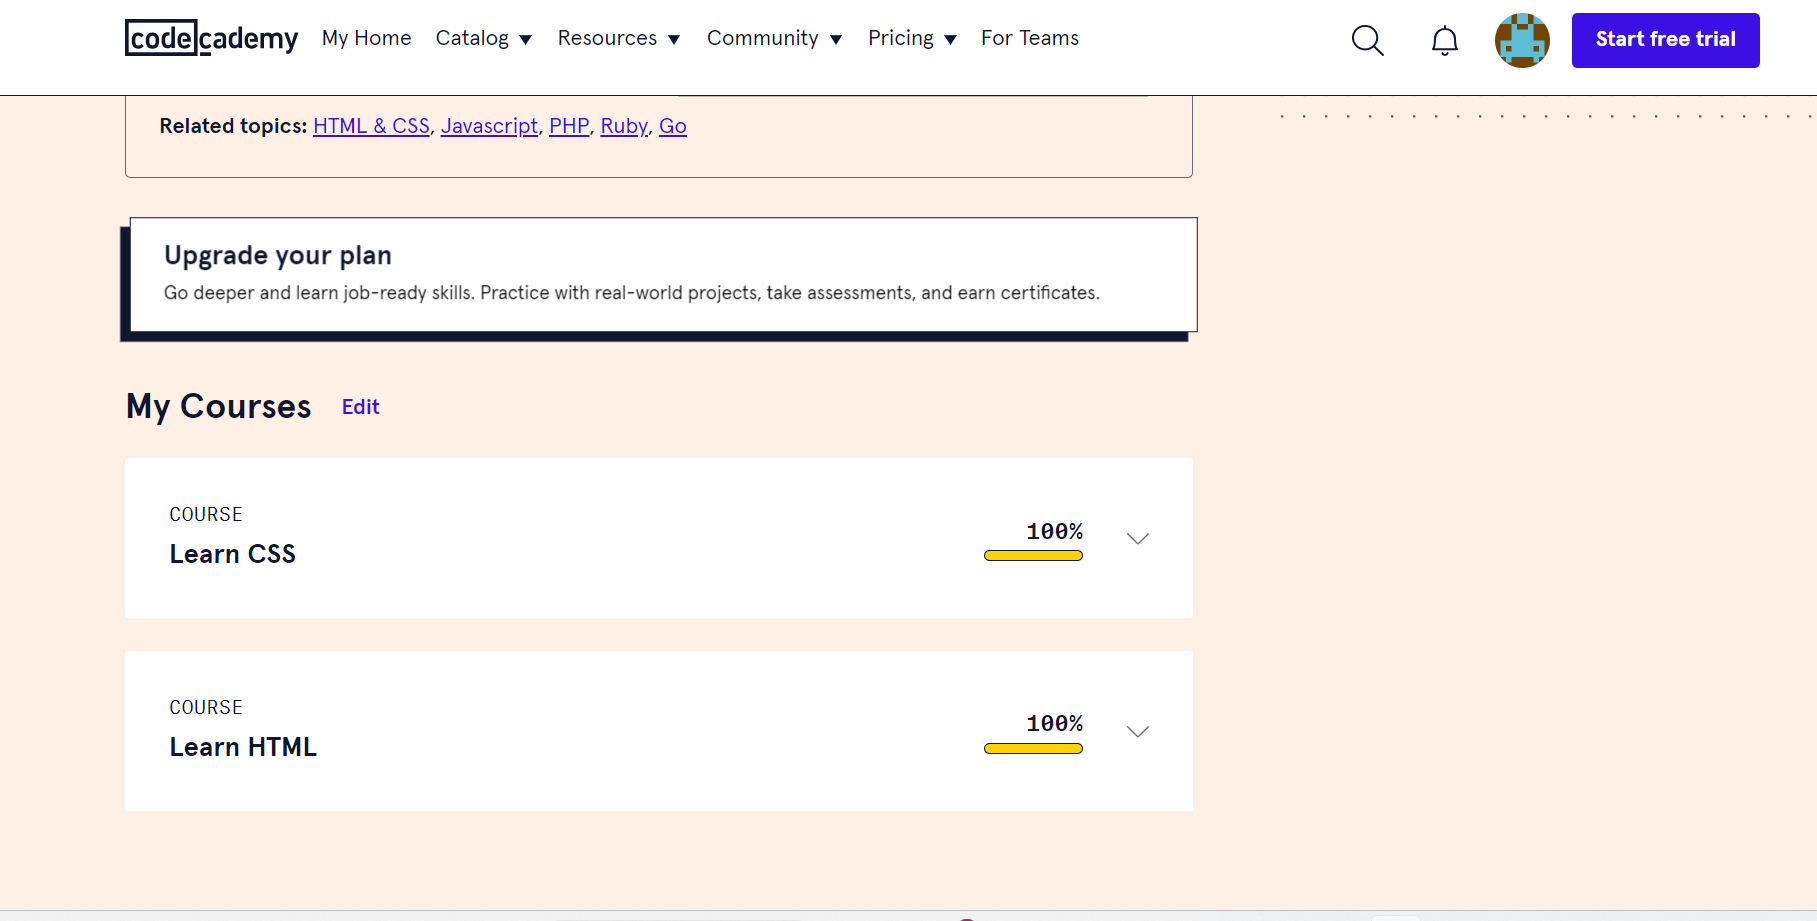 codecademy My Home Catalog Resources Community Pricing For Teams Start free trial
Related topics: HTML & CSS, Javascript, PHP, Ruby, Go
Upgrade your plan
Go deeper and learn job-ready skills. Practice with real-world projects, take assessments, and earn certificates.
My Courses Edit
COURSE
Learn CSS
100%
COURSE
Learn HTML
100%